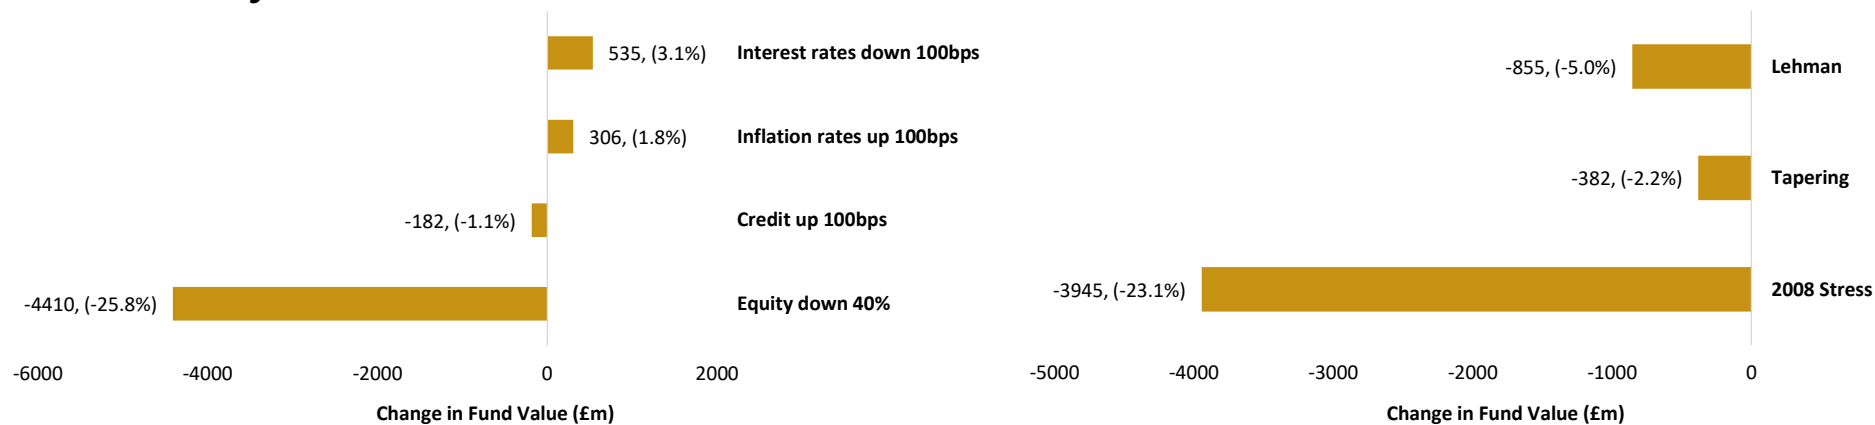 535, (3.1%) Interest rates down 100bps
306, (1.8%) Inflation rates up 100bps
-182, (-1.1%) Credit up 100bps
-4410, (-25.8%) Equity down 40%
-6000 -4000 -2000 0 2000
Change in Fund Value (£m)
-855, (-5.0%) Lehman
-382, (-2.2%) Tapering
-3945, (-23.1%) 2008 Stress
-5000 -4000 -3000 -2000 -1000 0
Change in Fund Value (£m)